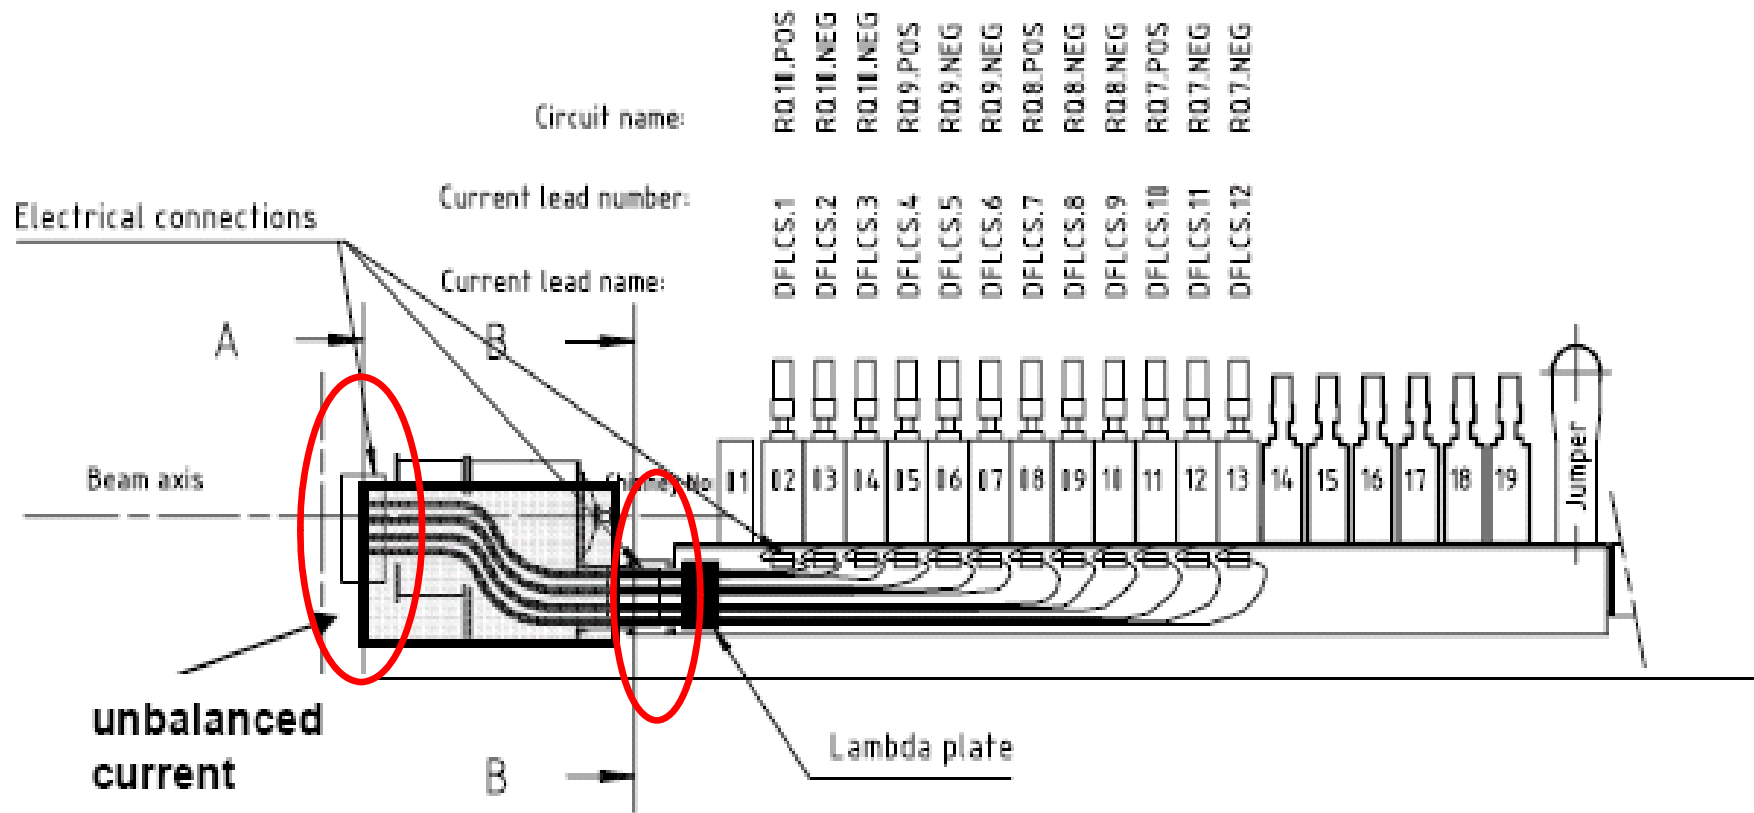 RQ10.POS
RQ10.NEG
RQ10.NEG
RQ9.POS
RQ9.NEG
RQ9.NEG
RQ8.POS
RQ8.NEG
RQ8.NEG
RQ7.POS
RQ7.NEG
RQ7.NEG
Circuit name:
Current lead number:
DFLCS.1
DFLCS.2
DFLCS.3
DFLCS.4
DFLCS.5
DFLCS.6
DFLCS.7
DFLCS.8
DFLCS.9
DFLCS.10
DFLCS.11
DFLCS.12
Electrical connections
Current lead name:
A
B
Beam axis
No
01 02 03 04 05 06 07 08 09 10 11 12 13 14 15 16 17 18 19
Jumper
unbalanced
current
Lambda plate
B